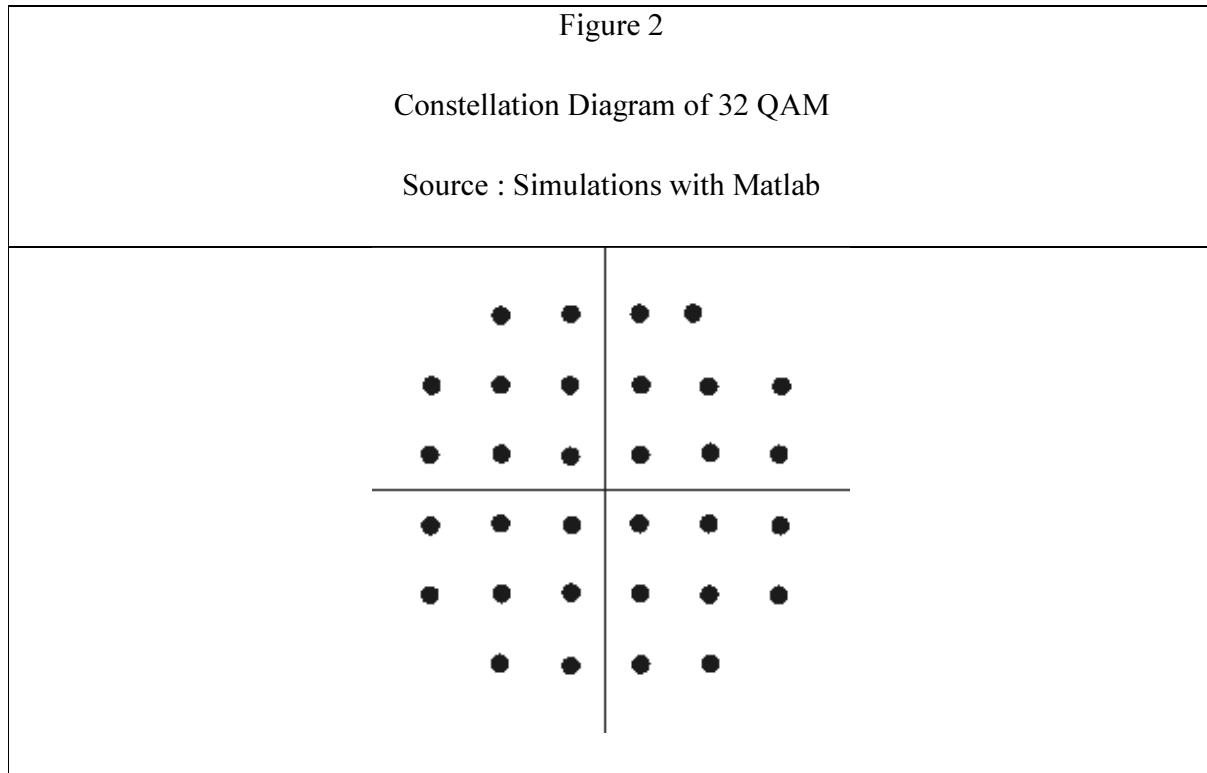 Figure 2
Constellation Diagram of 32 QAM
Source : Simulations with Matlab